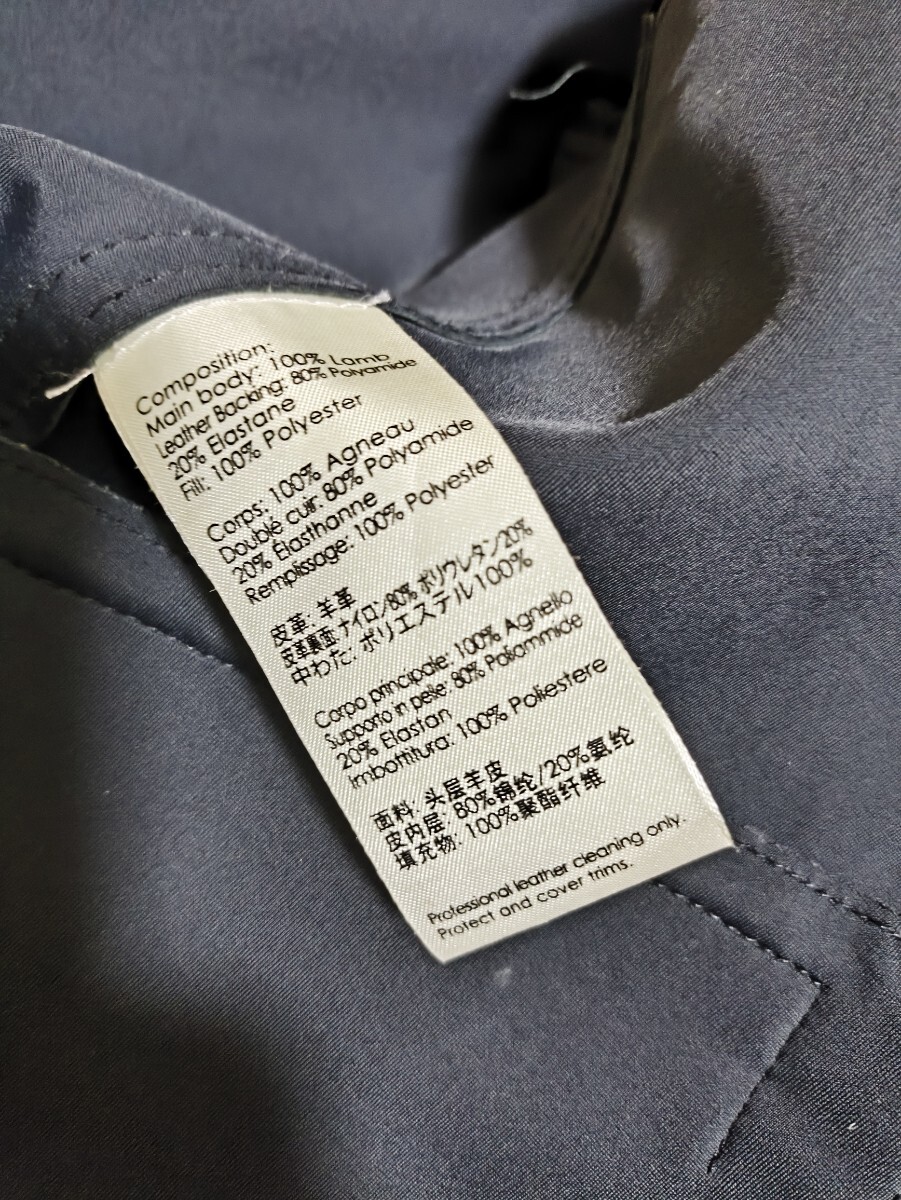 Composition:
Main body: 100% Lamb
Leather Backing: 80% Polyamide
20% Elastane
Fill: 100% Polyester
Corps: 100% Agneau
Doublé cuir: 80% Polyamide
20% Élasthanne
Remplissage: 100% Polyester
皮革: 羊革
皮革裏面: ナイロン80% ポリウレタン20%
中わた: ポリエステル100%
Corpo principale: 100% Agnello
Supporto in pelle: 80% Poliammide
20% Elastan
Imbottitura: 100% Poliestere
面料: 头层羊皮
皮内层: 80%锦纶/20%氨纶
填充物: 100%聚酯纤维
Professional leather cleaning only.
Protect and cover trims.